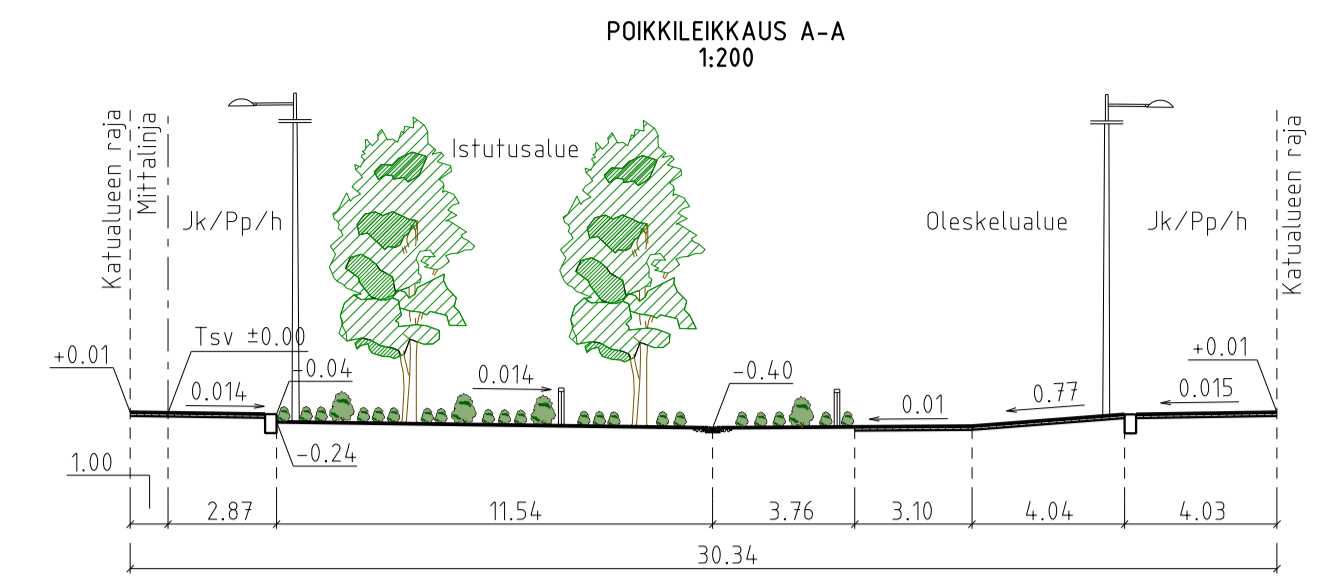 POIKKILEIKKAUS A-A
1:200
Katualueen raja
Mittalinja
Jk/Pp/h
Istutusalue
Oleskelualue
Jk/Pp/h
Katualueen raja
+0.01
Tsv ±0.00
-0.04
0.014
0.014
-0.40
0.01
0.77
+0.01
0.015
-0.24
1.00
2.87
11.54
3.76
3.10
4.04
4.03
30.34